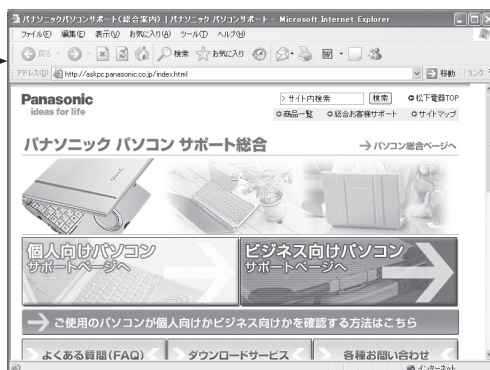 パナソニックパソコンサポート(総合案内) | パナソニック パソコンサポート - Microsoft Internet Explorer
ファイル(F) 編集(E) 表示(V) お気に入り(A) ツール(T) ヘルプ(H)
戻る 検索 お気に入り
アドレス(D) http://askpc.panasonic.co.jp/index.html 移動 リンク
Panasonic
ideas for life
> サイト内検索 検索 松下電器TOP
商品一覧 総合お客様サポート サイトマップ
パナソニック パソコン サポート総合 → パソコン総合ページへ
個人向けパソコン
サポートページへ
ビジネス向けパソコン
サポートページへ
→ ご使用のパソコンが個人向けかビジネス向けかを確認する方法はこちら
よくある質問(FAQ) ダウンロードサービス 各種お問い合わせ
インターネット